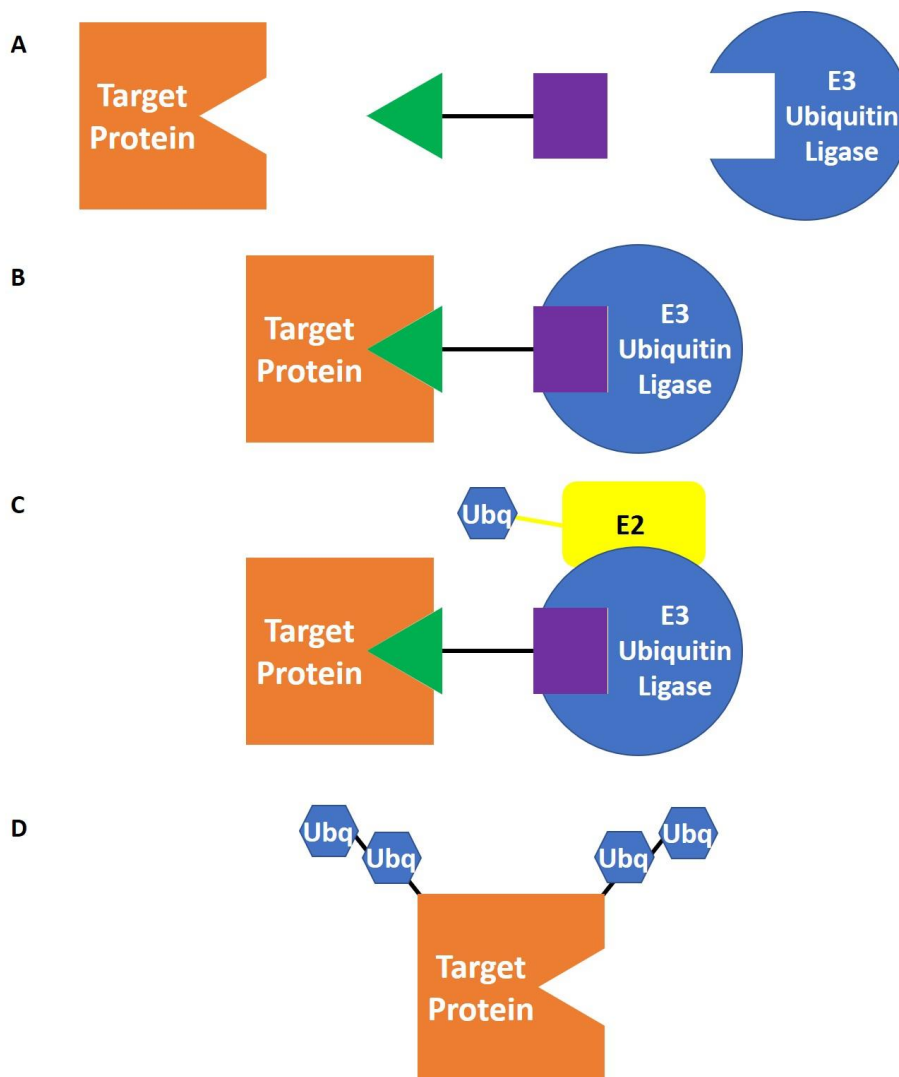 A
Target
Protein
E3
Ubiquitin
Ligase
B
Target
Protein
E3
Ubiquitin
Ligase
C
Ubq
E2
Target
Protein
E3
Ubiquitin
Ligase
D
Ubq
Ubq
Ubq
Ubq
Target
Protein